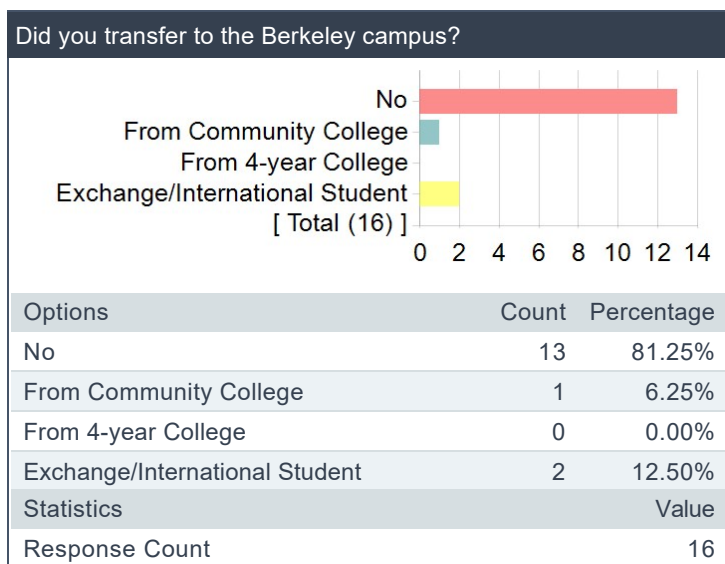 Did you transfer to the Berkeley campus?
No
From Community College
From 4-year College
Exchange/International Student
[ Total (16) ]
0 2 4 6 8 10 12 14
Options Count Percentage
No 13 81.25%
From Community College 1 6.25%
From 4-year College 0 0.00%
Exchange/International Student 2 12.50%
Statistics Value
Response Count 16